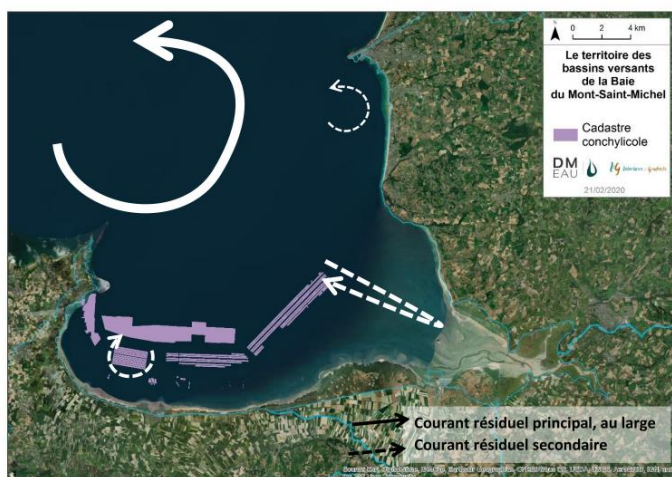 N
0 2 4 km
Le territoire des
bassins versants
de la Baie
du Mont-Saint-Michel
Cadastre
conchylicole
DM
EAU
21/02/2020
Courant résiduel principal, au large
Courant résiduel secondaire